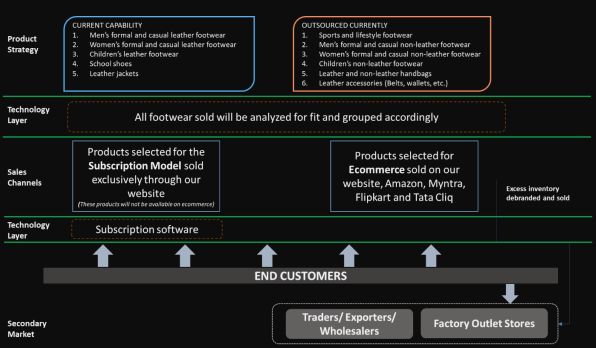 Product
Strategy
CURRENT CAPABILITY
1. Men's formal and casual leather footwear
2. Women's formal and casual leather footwear
3. Children's leather footwear
4. School shoes
5. Leather jackets
OUTSOURCED CURRENTLY
1. Sports and lifestyle footwear
2. Men's formal and casual non-leather footwear
3. Women's formal and casual non-leather footwear
4. Children's non-leather footwear
5. Leather and non-leather handbags
6. Leather accessories (Belts, wallets, etc.)
Technology
Layer
All footwear sold will be analyzed for fit and grouped accordingly
Sales
Channels
Products selected for the
Subscription Model sold
exclusively through our
website
(These products will not be available on ecommerce)
Products selected for
Ecommerce sold on our
website, Amazon, Myntra,
Flipkart and Tata Cliq
Excess inventory
debranded and sold
Technology
Layer
Subscription software
END CUSTOMERS
Secondary
Market
Traders/ Exporters/
Wholesalers
Factory Outlet Stores